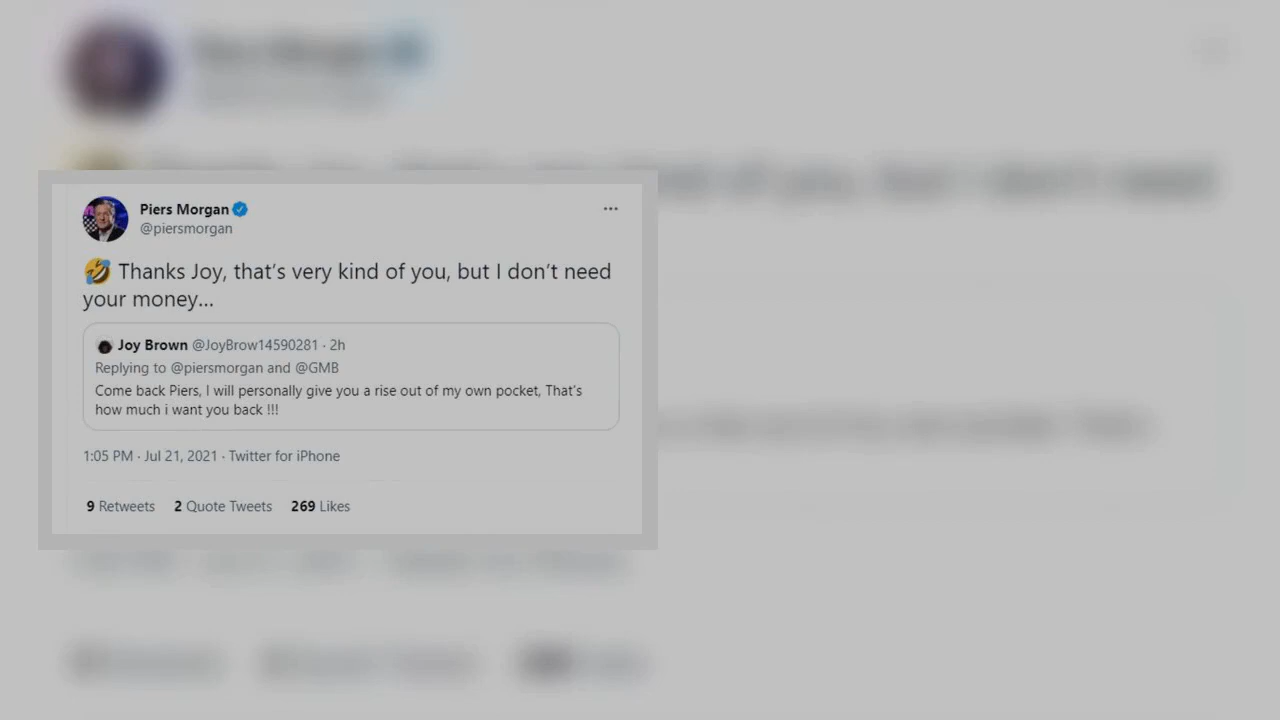 Piers Morgan
@piersmorgan
🤣 Thanks Joy, that's very kind of you, but I don't need
your money...
Joy Brown @JoyBrow14590281 · 2h
Replying to @piersmorgan and @GMB
Come back Piers, I will personally give you a rise out of my own pocket, That's
how much i want you back !!!
1:05 PM · Jul 21, 2021 · Twitter for iPhone
9 Retweets 2 Quote Tweets 269 Likes